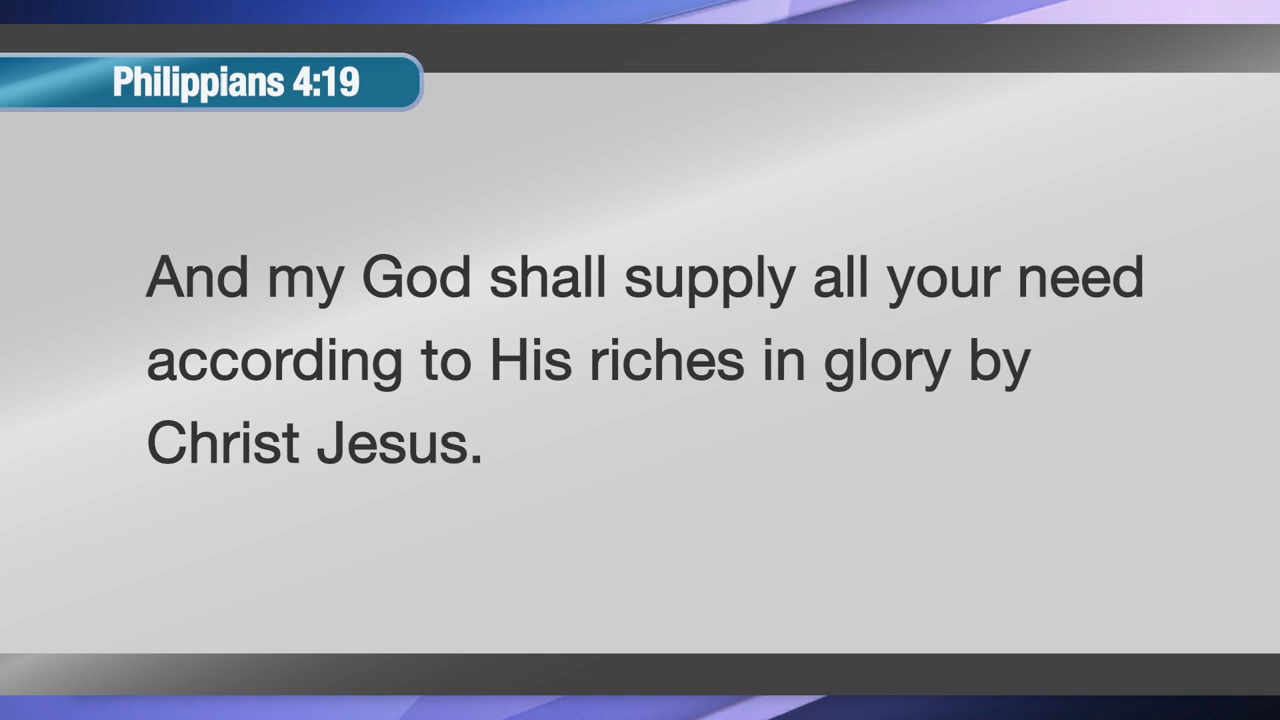 Philippians 4:19
And my God shall supply all your need
according to His riches in glory by
Christ Jesus.